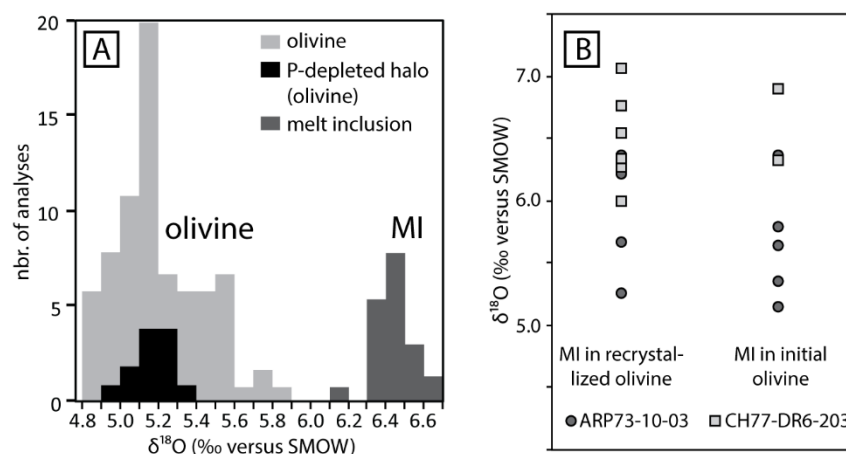 A
olivine
P-depleted halo
(olivine)
melt inclusion
20
15
10
5
0
nbr. of analyses
olivine
MI
4.8 5.0 5.2 5.4 5.6 5.8 6.0 6.2 6.4 6.6
δ18O (‰ versus SMOW)
B
7.0
6.0
5.0
δ18O (‰ versus SMOW)
MI in recrystal-
lized olivine
MI in initial
olivine
ARP73-10-03
CH77-DR6-203